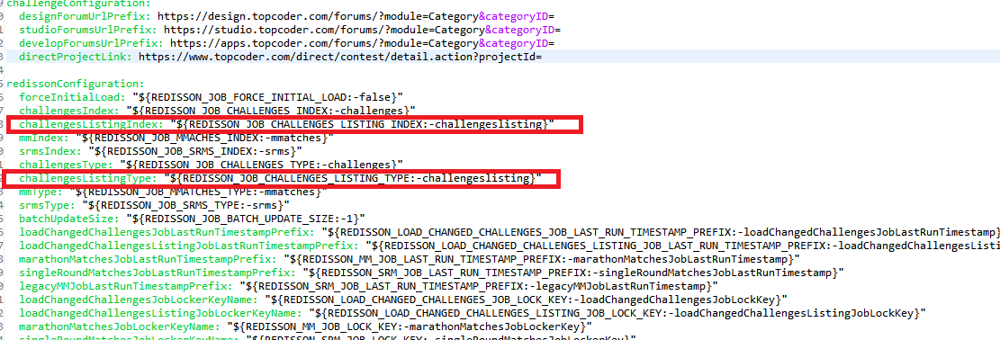 challengeConfiguration:
designForumUrlPrefix: https://design.topcoder.com/forums/?module=Category&categoryID=
studioForumsUrlPrefix: https://studio.topcoder.com/forums/?module=Category&categoryID=
developForumsUrlPrefix: https://apps.topcoder.com/forums/?module=Category&categoryID=
directProjectLink: https://www.topcoder.com/direct/contest/detail.action?projectId=
redissonConfiguration:
forceInitialLoad: "${REDISSON_JOB_FORCE_INITIAL_LOAD:-false}"
challengesIndex: "${REDISSON_JOB_CHALLENGES_INDEX:-challenges}"
challengesListingIndex: "${REDISSON_JOB_CHALLENGES_LISTING_INDEX:-challengeslisting}"
mmIndex: "${REDISSON_JOB_MMACHES_INDEX:-mmatches}"
srmsIndex: "${REDISSON_JOB_SRMS_INDEX:-srms}"
challengesType: "${REDISSON_JOB_CHALLENGES_TYPE:-challenges}"
challengesListingType: "${REDISSON_JOB_CHALLENGES_LISTING_TYPE:-challengeslisting}"
mmType: "${REDISSON_JOB_MMATCHES_TYPE:-mmatches}"
srmsType: "${REDISSON_JOB_SRMS_TYPE:-srms}"
batchUpdateSize: "${REDISSON_JOB_BATCH_UPDATE_SIZE:-1}"
loadChangedChallengesJobLastRunTimestampPrefix: "${REDISSON_LOAD_CHANGED_CHALLENGES_JOB_LAST_RUN_TIMESTAMP_PREFIX:-loadChangedChallengesJobLastRunTimestamp}
loadChangedChallengesListingJobLastRunTimestampPrefix: "${REDISSON_LOAD_CHANGED_CHALLENGES_LISTING_JOB_LAST_RUN_TIMESTAMP_PREFIX:-loadChangedChallengesListi
marathonMatchesJobLastRunTimestampPrefix: "${REDISSON_MM_JOB_LAST_RUN_TIMESTAMP_PREFIX:-marathonMatchesJobLastRunTimestamp}"
singleRoundMatchesJobLastRunTimestampPrefix: "${REDISSON_SRM_JOB_LAST_RUN_TIMESTAMP_PREFIX:-singleRoundMatchesJobLastRunTimestamp}"
legacyMMJobLastRunTimestampPrefix: "${REDISSON_SRM_JOB_LAST_RUN_TIMESTAMP_PREFIX:-legacyMMJobLastRunTimestamp}"
loadChangedChallengesJobLockerKeyName: "${REDISSON_LOAD_CHANGED_CHALLENGES_JOB_LOCK_KEY:-loadChangedChallengesJobLockKey}"
loadChangedChallengesListingJobLockerKeyName: "${REDISSON_LOAD_CHANGED_CHALLENGES_LISTING_JOB_LOCK_KEY:-loadChangedChallengesListingJobLockKey}"
marathonMatchesJobLockerKeyName: "${REDISSON_MM_JOB_LOCK_KEY:-marathonMatchesJobLockerKey}"
singleRoundMatchesJobLockerKeyName: "${REDISSON_SRM_JOB_LOCK_KEY:-singleRoundMatchesJobLockerKey}"